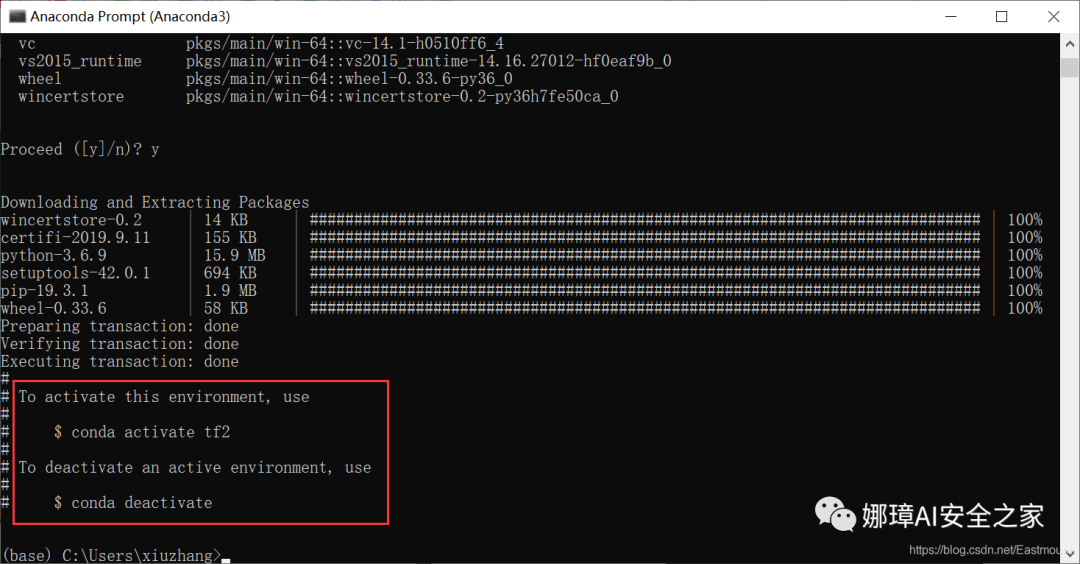 Anaconda Prompt (Anaconda3)
vc pkgs/main/win-64::vc-14.1-h0510ff6_4
vs2015_runtime pkgs/main/win-64::vs2015_runtime-14.16.27012-hf0eaf9b_0
wheel pkgs/main/win-64::wheel-0.33.6-py36_0
wincertstore pkgs/main/win-64::wincertstore-0.2-py36h7fe50ca_0
Proceed ([y]/n)? y
Downloading and Extracting Packages
wincertstore-0.2 | 14 KB | ############################################################################ | 100%
certifi-2019.9.11 | 155 KB | ############################################################################ | 100%
python-3.6.9 | 15.9 MB | ############################################################################ | 100%
setuptools-42.0.1 | 694 KB | ############################################################################ | 100%
pip-19.3.1 | 1.9 MB | ############################################################################ | 100%
wheel-0.33.6 | 58 KB | ############################################################################ | 100%
Preparing transaction: done
Verifying transaction: done
Executing transaction: done
#
# To activate this environment, use
#
# $ conda activate tf2
#
# To deactivate an active environment, use
#
# $ conda deactivate
娜璋AI安全之家
(base) C:\Users\xiuzhang>
https://blog.csdn.net/Eastmou